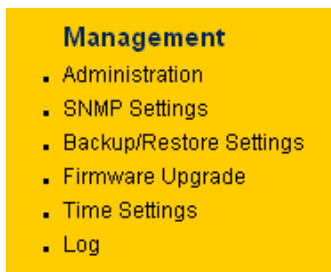 Management
Administration
SNMP Settings
Backup/Restore Settings
Firmware Upgrade
Time Settings
Log